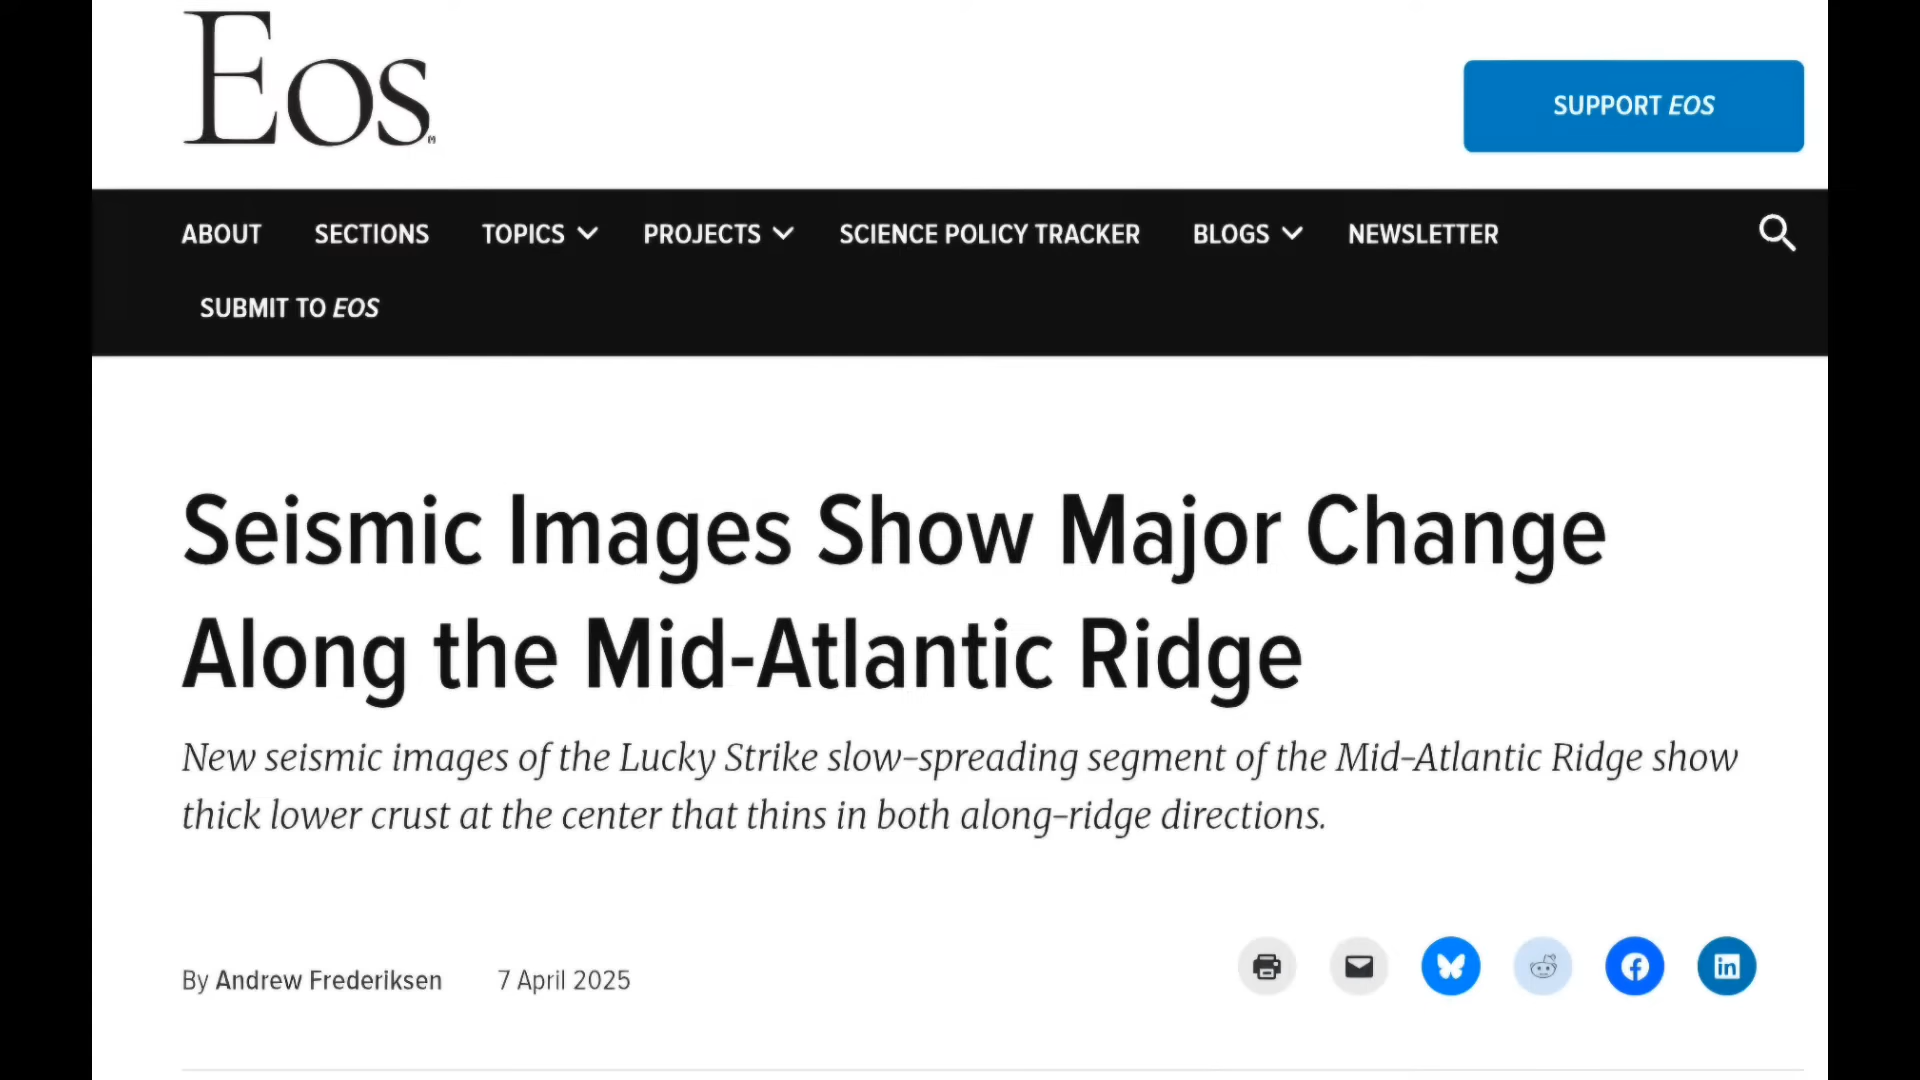 Eos
SUPPORT EOS
ABOUT SECTIONS TOPICS PROJECTS SCIENCE POLICY TRACKER BLOGS NEWSLETTER
SUBMIT TO EOS
Seismic Images Show Major Change
Along the Mid-Atlantic Ridge
New seismic images of the Lucky Strike slow-spreading segment of the Mid-Atlantic Ridge show
thick lower crust at the center that thins in both along-ridge directions.
By Andrew Frederiksen 7 April 2025